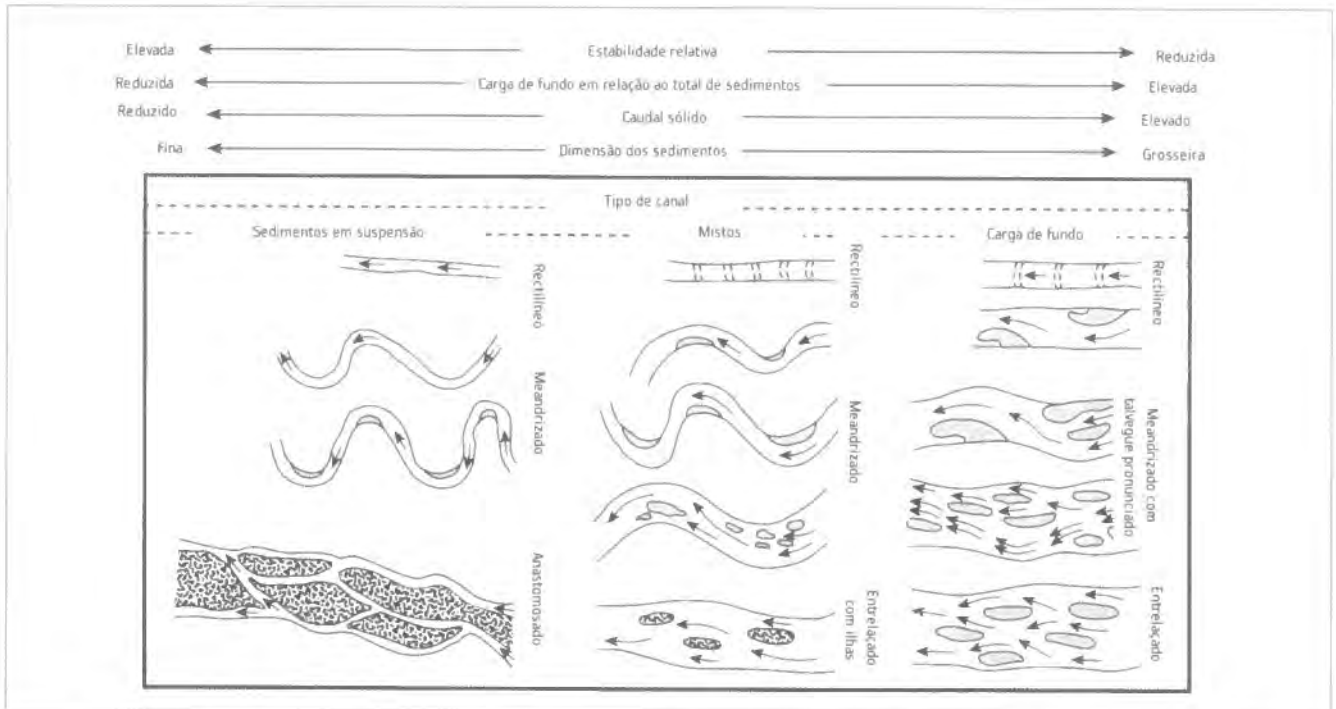 Elevada Estabilidade relativa Reduzida
Reduzida Carga de fundo em relação ao total de sedimentos Elevada
Reduzido Caudal sólido Elevado
Fina Dimensão dos sedimentos Grosseira
Tipo de canal
Sedimentos em suspensão Mistos Carga de fundo
Rectilíneo
Meandrizado
Anastomosado
Rectilíneo
Meandrizado
Entrelaçado
com ilhas
Rectilíneo
Meandrizado com
talvegue pronunciado
Entrelaçado